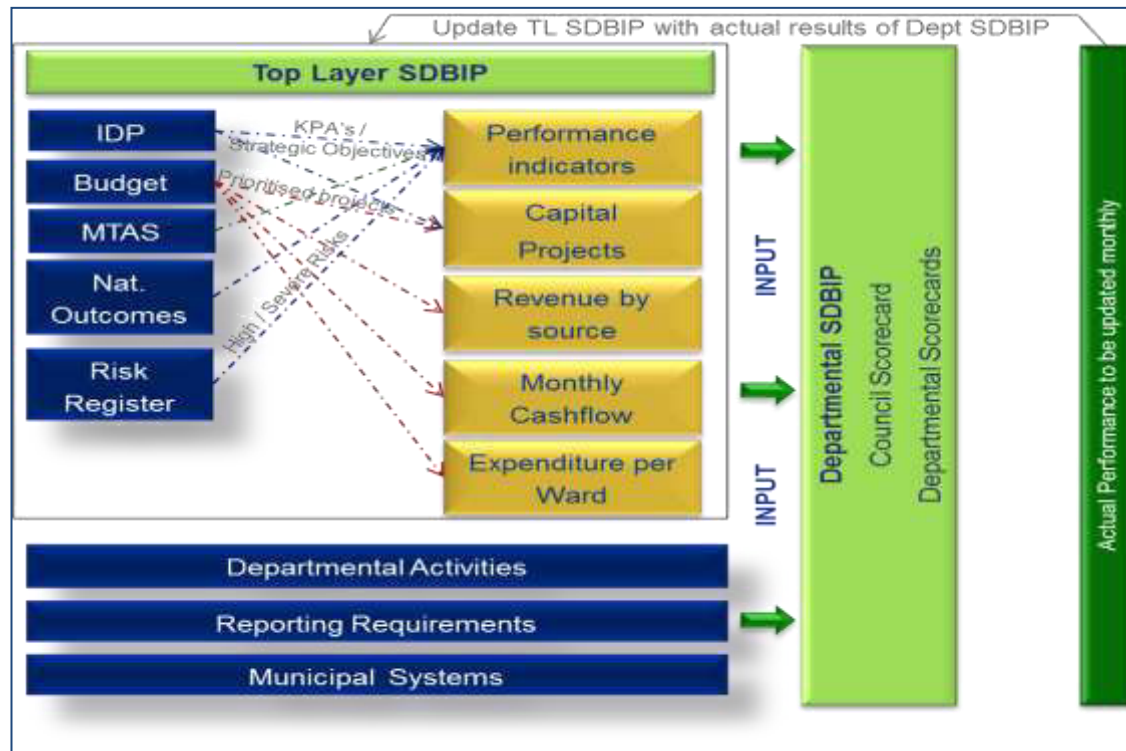 Update TL SDBIP with actual results of Dept SDBIP
Top Layer SDBIP
IDP
Budget
MTAS
Nat.
Outcomes
Risk
Register
KPA's /
Strategic Objectives
Prioritised projects
High / Severe Risks
Performance
indicators
Capital
Projects
Revenue by
source
Monthly
Cashflow
Expenditure per
Ward
INPUT
INPUT
Departmental SDBIP
Council Scorecard
Departmental Scorecards
Actual Performance to be updated monthly
Departmental Activities
Reporting Requirements
Municipal Systems